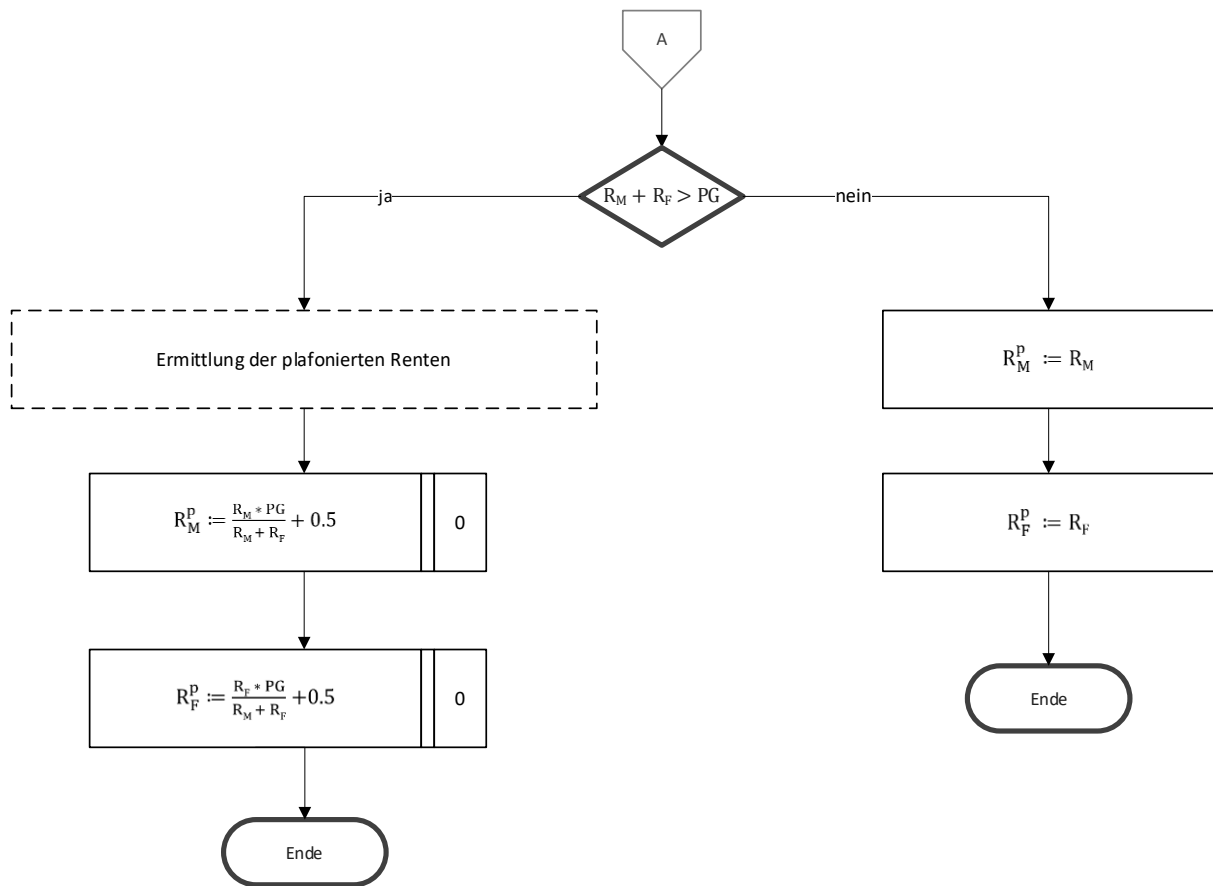 A
R_M + R_F > PG
ja
nein
Ermittlung der plafonierten Renten
R_M^p := R_M
R_M^p := (R_M * PG)/(R_M + R_F) + 0.5
0
R_F^p := R_F
R_F^p := (R_F * PG)/(R_M + R_F) +0.5
0
Ende
Ende